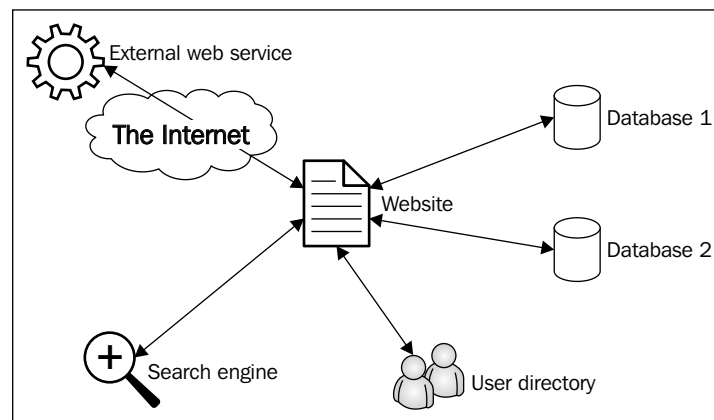 External web service
The Internet
Database 1
Website
Database 2
Search engine
User directory